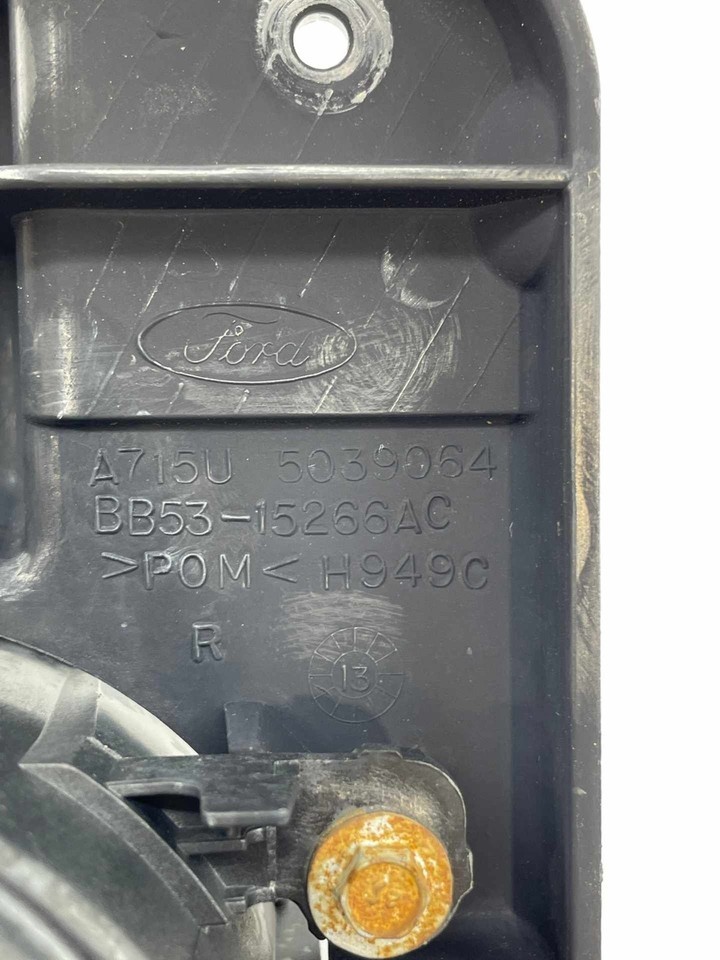 Ford
A715U 5039064
BB53-15266AC
>POM< H949C
R
13